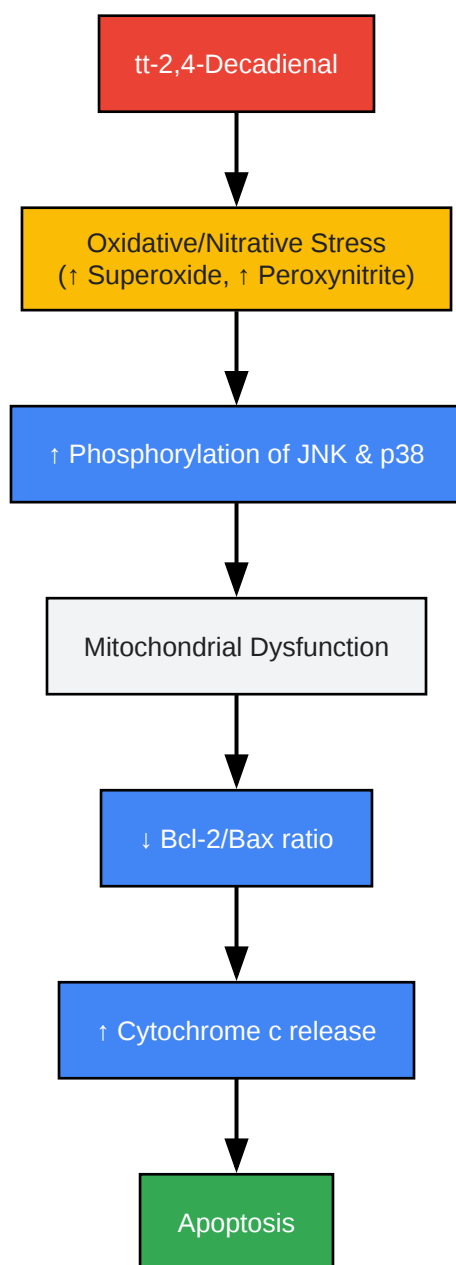 tt-2,4-Decadienal
Oxidative/Nitrative Stress
(↑ Superoxide, ↑ Peroxynitrite)
↑ Phosphorylation of JNK & p38
Mitochondrial Dysfunction
↓ Bcl-2/Bax ratio
↑ Cytochrome c release
Apoptosis